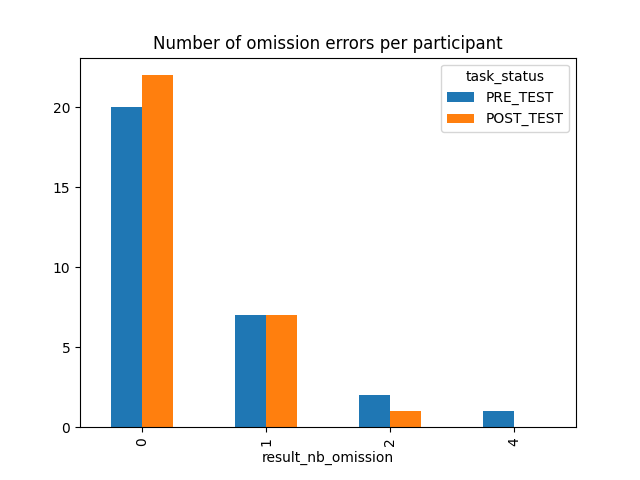 Number of omission errors per participant
task_status
PRE_TEST
POST_TEST
20
15
10
5
0
0 1 2 4
result_nb_omission